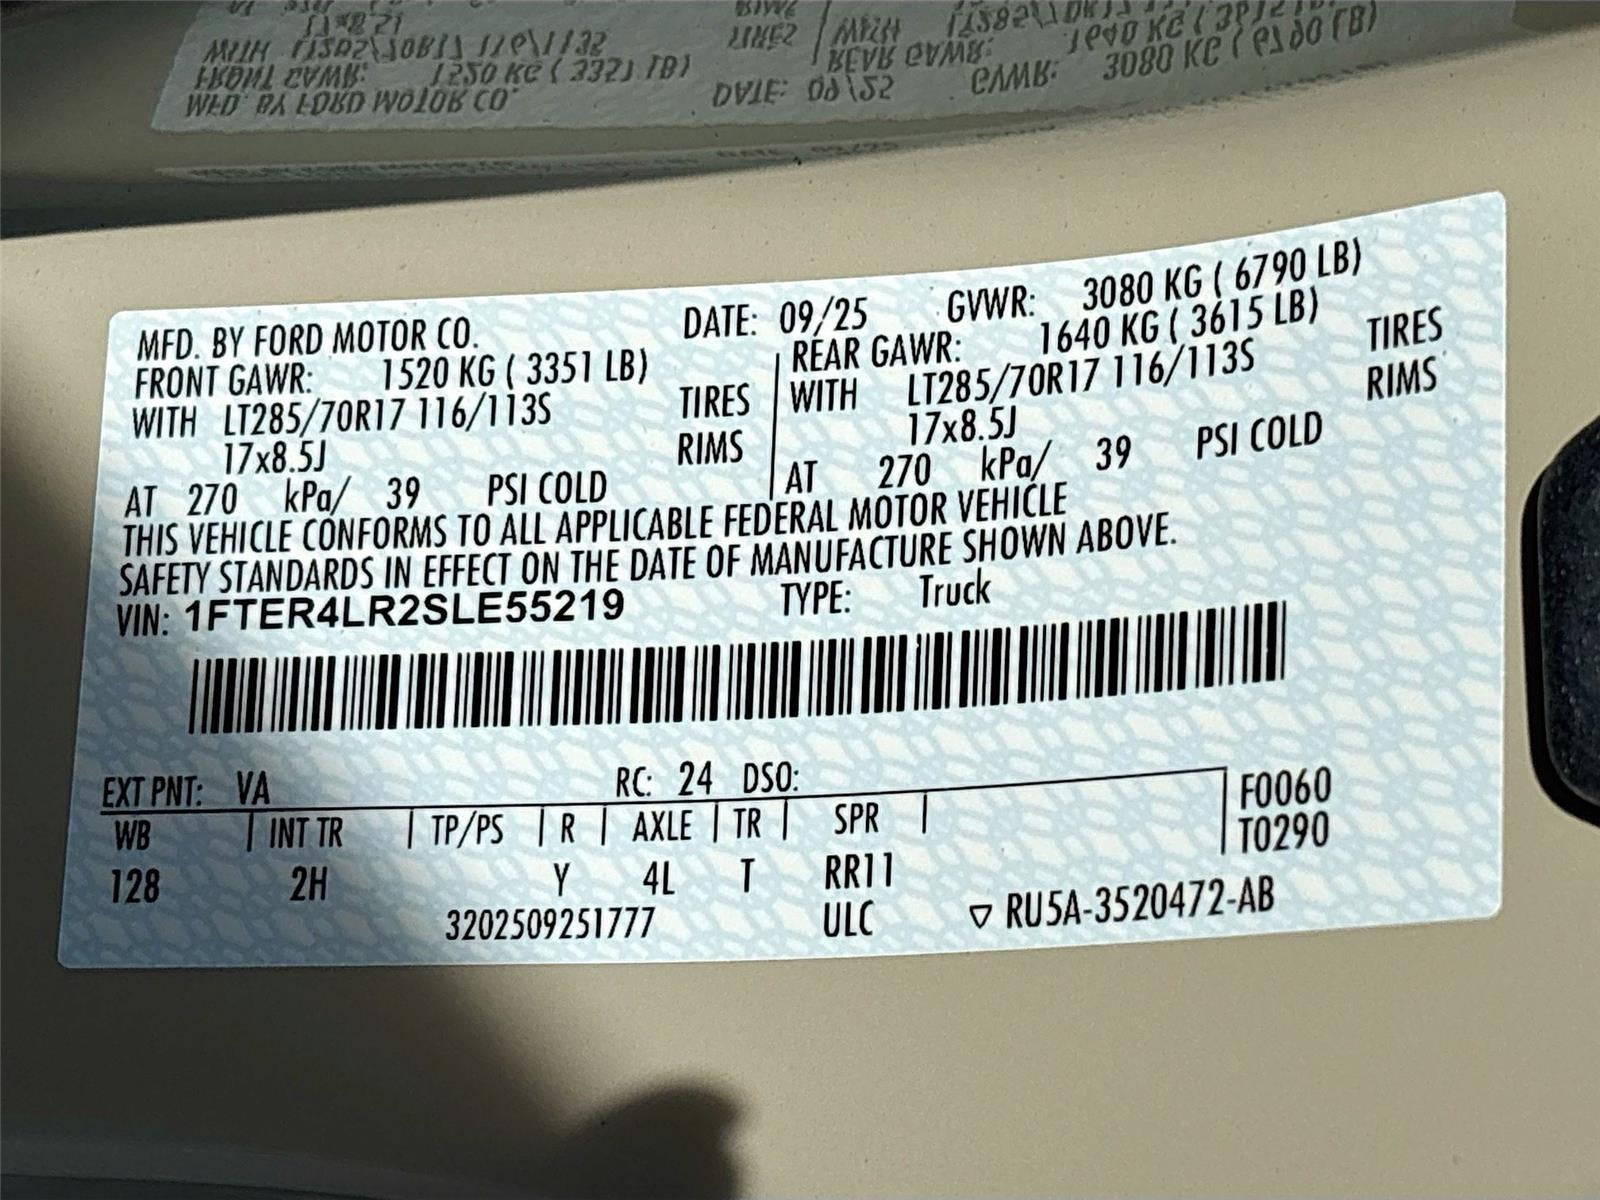 MFD. BY FORD MOTOR CO. DATE: 09/25 GVWR: 3080 KG ( 6790 LB)
FRONT GAWR: 1520 KG ( 3351 LB) REAR GAWR: 1640 KG ( 3615 LB)
WITH LT285/70R17 116/113S TIRES WITH LT285/70R17 116/113S TIRES
17x8.5J RIMS 17x8.5J RIMS
AT 270 kPa/ 39 PSI COLD AT 270 kPa/ 39 PSI COLD
THIS VEHICLE CONFORMS TO ALL APPLICABLE FEDERAL MOTOR VEHICLE
SAFETY STANDARDS IN EFFECT ON THE DATE OF MANUFACTURE SHOWN ABOVE.
VIN: 1FTER4LR2SLE55219 TYPE: Truck
EXT PNT: VA RC: 24 DSO:
WB INT TR TP/PS R AXLE TR SPR F0060
T0290
128 2H Y 4L T RR11
3202509251777 ULC ▽ RU5A-3520472-AB